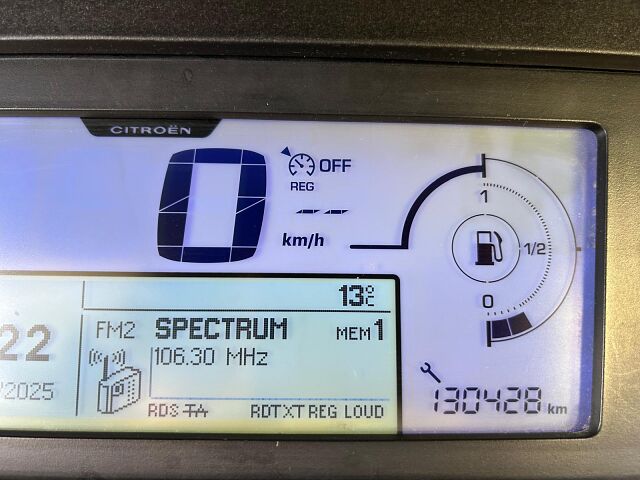 CITROËN
0
OFF
REG
km/h
1
1/2
0
13°C
22
FM2 SPECTRUM MEM 1
106.30 MHz
/2025
RDS TA RDTXT REG LOUD
130428 km